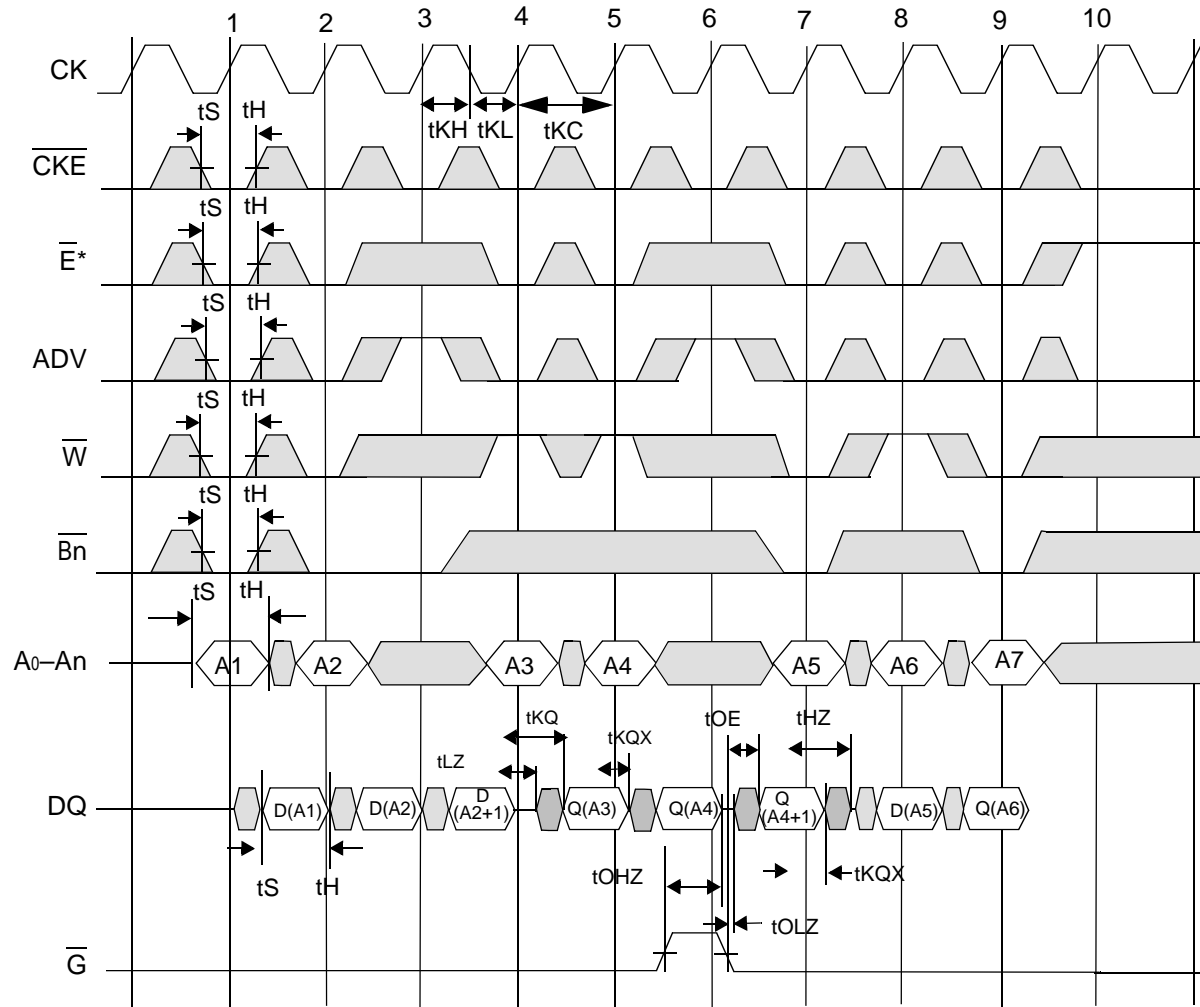 1 2 3 4 5 6 7 8 9 10
CK
tS tH
tKH tKL tKC
CKE
tS tH
E*
tS tH
ADV
tS tH
W
tS tH
Bn
tS tH
A0–An A1 A2 A3 A4 A5 A6 A7
tKQ tOE tHZ
tLZ tKQX
DQ D(A1) D(A2) D (A2+1) Q(A3) Q(A4) Q (A4+1) D(A5) Q(A6)
tS tH tOHZ tKQX
tOLZ
G